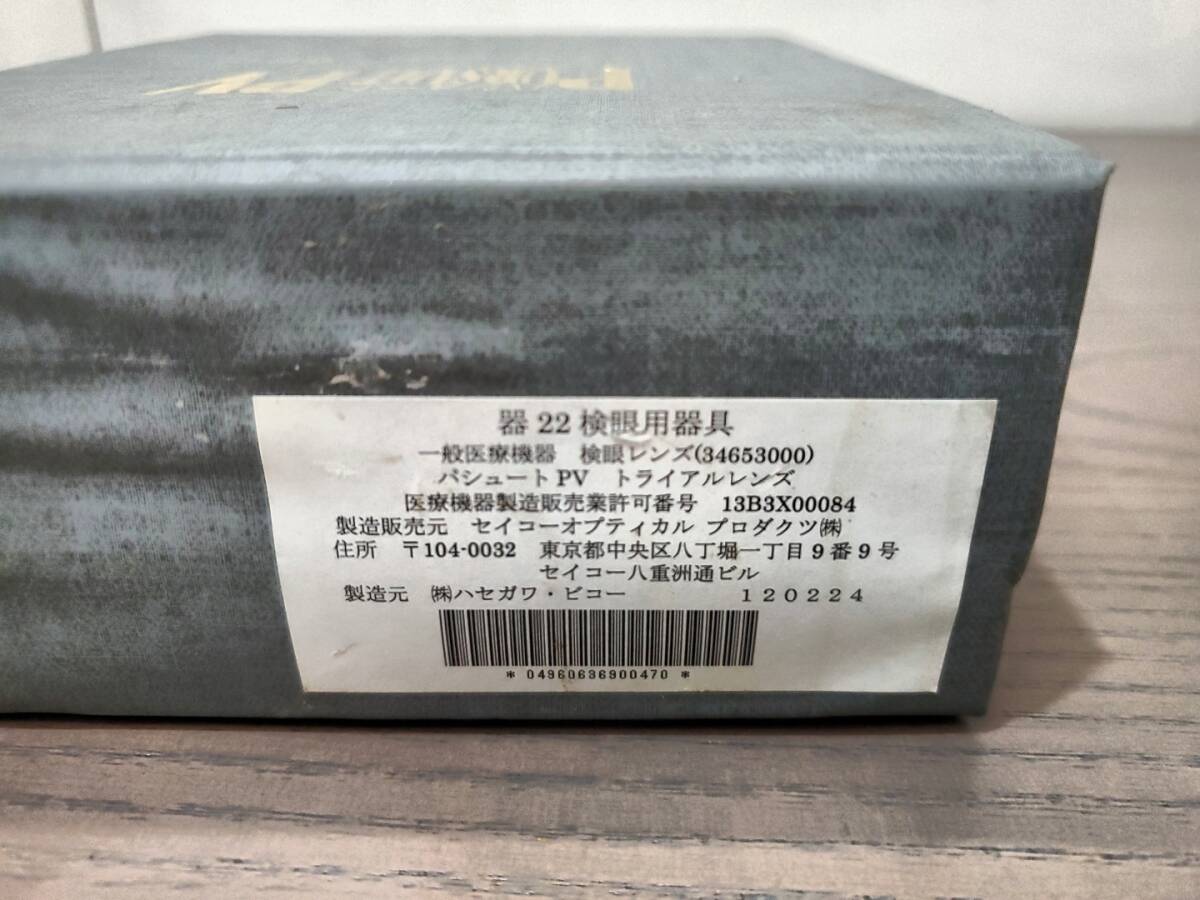 PURSUIT PV
器22 検眼用器具
一般医療機器 検眼レンズ(34653000)
パシュートPV トライアルレンズ
医療機器製造販売業許可番号 13B3X00084
製造販売元 セイコーオプティカル プロダクツ㈱
住所 〒104-0032 東京都中央区八丁堀一丁目9番9号
セイコー八重洲通ビル
製造元 ㈱ハセガワ・ビコー 120224
* 04960636900470 *